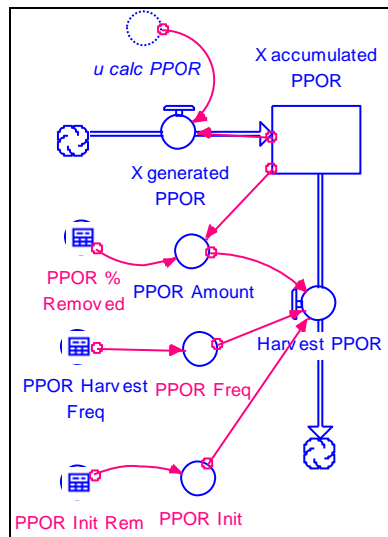 u calc PPOR
X accumulated
PPOR
X generated
PPOR
PPOR %
Removed
PPOR Amount
Harvest PPOR
PPOR Harvest
Freq
PPOR Freq
PPOR Init Rem
PPOR Init